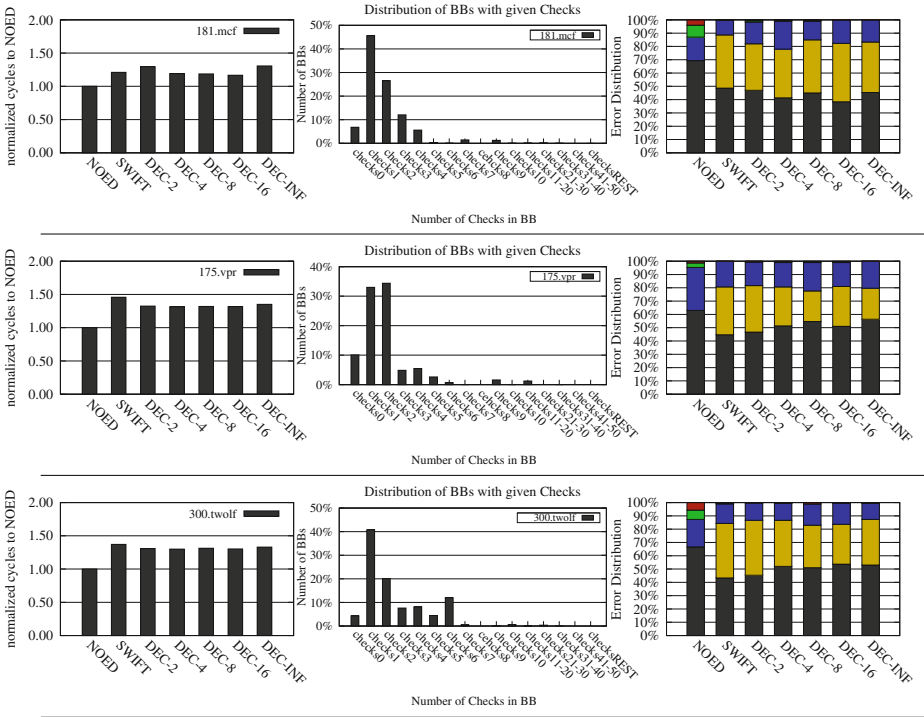 normalized cycles to NOED
2.00
1.50
1.00
0.50
0.00
181.mcf
NOED
SWIFT
DEC-2
DEC-4
DEC-8
DEC-16
DEC-INF
Distribution of BBs with given Checks
Number of BBs
50%
40%
30%
20%
10%
0%
181.mcf
checks0
checks1
checks2
checks3
checks4
checks5
checks6
checks7
cehcks8
checks9
checks10
checks11-20
checks21-30
checks31-40
checks41-50
checksREST
Number of Checks in BB
Error Distribution
100%
90%
80%
70%
60%
50%
40%
30%
20%
10%
0%
NOED
SWIFT
DEC-2
DEC-4
DEC-8
DEC-16
DEC-INF
normalized cycles to NOED
2.00
1.50
1.00
0.50
0.00
175.vpr
NOED
SWIFT
DEC-2
DEC-4
DEC-8
DEC-16
DEC-INF
Distribution of BBs with given Checks
Number of BBs
40%
30%
20%
10%
0%
175.vpr
checks0
checks1
checks2
checks3
checks4
checks5
checks6
checks7
cehcks8
checks9
checks10
checks11-20
checks21-30
checks31-40
checks41-50
checksREST
Number of Checks in BB
Error Distribution
100%
90%
80%
70%
60%
50%
40%
30%
20%
10%
0%
NOED
SWIFT
DEC-2
DEC-4
DEC-8
DEC-16
DEC-INF
normalized cycles to NOED
2.00
1.50
1.00
0.50
0.00
300.twolf
NOED
SWIFT
DEC-2
DEC-4
DEC-8
DEC-16
DEC-INF
Distribution of BBs with given Checks
Number of BBs
50%
40%
30%
20%
10%
0%
300.twolf
checks0
checks1
checks2
checks3
checks4
checks5
checks6
checks7
cehcks8
checks9
checks10
checks11-20
checks21-30
checks31-40
checks41-50
checksREST
Number of Checks in BB
Error Distribution
100%
90%
80%
70%
60%
50%
40%
30%
20%
10%
0%
NOED
SWIFT
DEC-2
DEC-4
DEC-8
DEC-16
DEC-INF